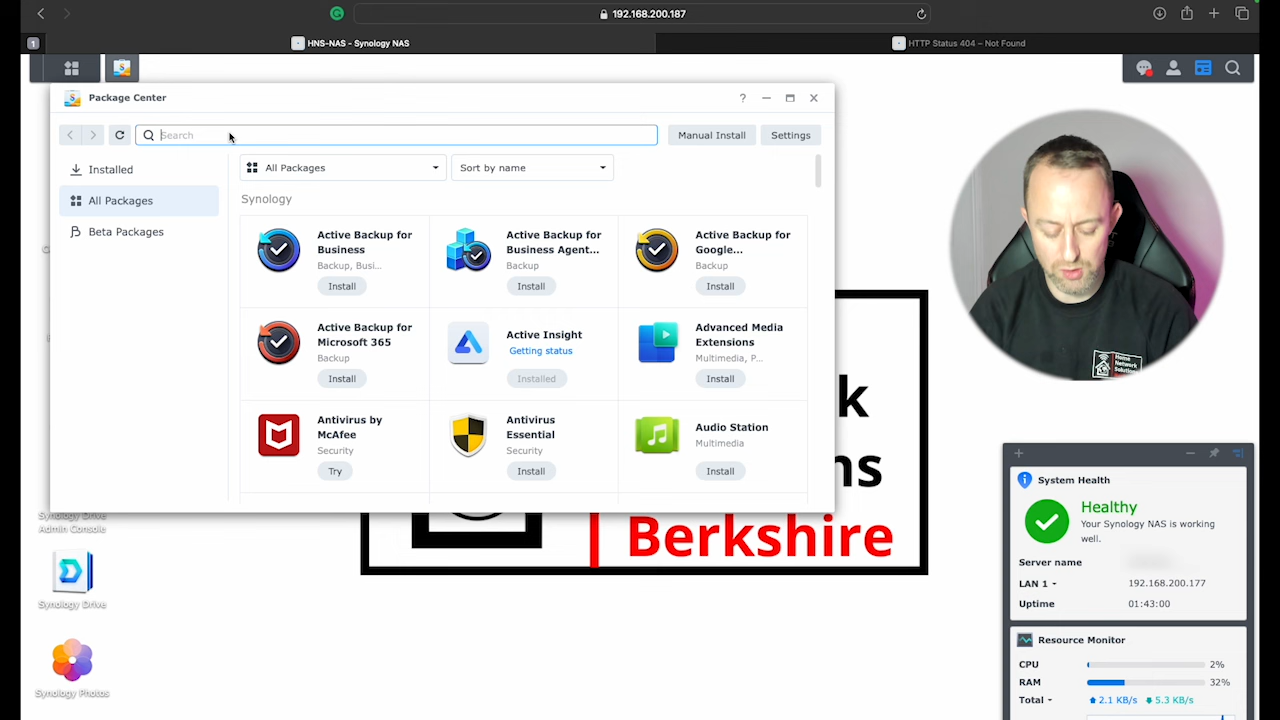 192.168.200.187
1
HNS-NAS - Synology NAS
HTTP Status 404 – Not Found
Package Center
?
Search
Manual Install
Settings
Installed
All Packages
Beta Packages
All Packages
Sort by name
Synology
Active Backup for
Business
Backup, Busi...
Install
Active Backup for
Business Agent...
Backup
Install
Active Backup for
Google...
Backup
Install
Active Backup for
Microsoft 365
Backup
Install
Active Insight
Getting status
Installed
Advanced Media
Extensions
Multimedia, P...
Install
Antivirus by
McAfee
Security
Try
Antivirus
Essential
Security
Install
Audio Station
Multimedia
Install
k
ns
Berkshire
Synology Drive
Admin Console
Synology Drive
Synology Photos
Home
Network
Solutions
System Health
Healthy
Your Synology NAS is working
well.
Server name
LAN 1
192.168.200.177
Uptime
01:43:00
Resource Monitor
CPU
2%
RAM
32%
Total
2.1 KB/s
5.3 KB/s